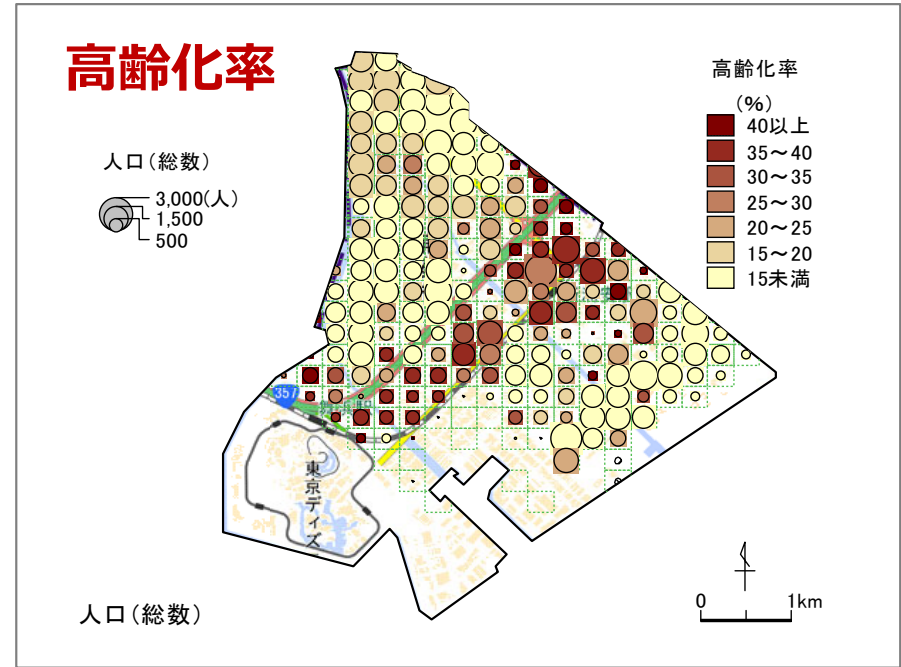 高齢化率
人口(総数)
3,000(人)
1,500
500
高齢化率
(%)
40以上
35～40
30～35
25～30
20～25
15～20
15未満
357
東京ディズ
人口(総数)
0 1km